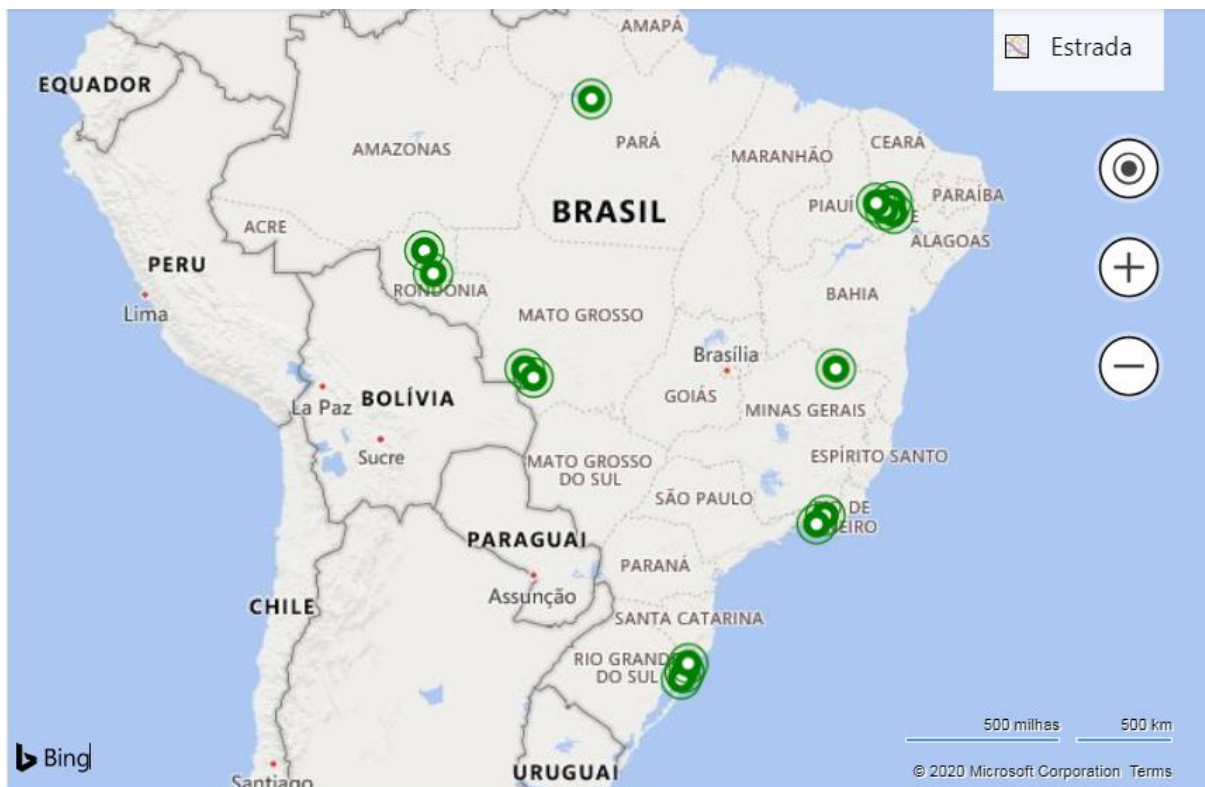 AMAPÁ
Estrada
EQUADOR
AMAZONAS
PARÁ
MARANHÃO
CEARÁ
PIAUÍ
PARAÍBA
BRASIL
ACRE
ALAGOAS
PERU
Lima
RONDÔNIA
MATO GROSSO
BAHIA
Brasília
La Paz
BOLÍVIA
GOIÁS
MINAS GERAIS
Sucre
MATO GROSSO
DO SUL
ESPÍRITO SANTO
SÃO PAULO
DE
PARAGUAI
PARANÁ
Assunção
CHILE
SANTA CATARINA
RIO GRANDE
DO SUL
500 milhas
500 km
Bing
Santiago
URUGUAI
© 2020 Microsoft Corporation Terms